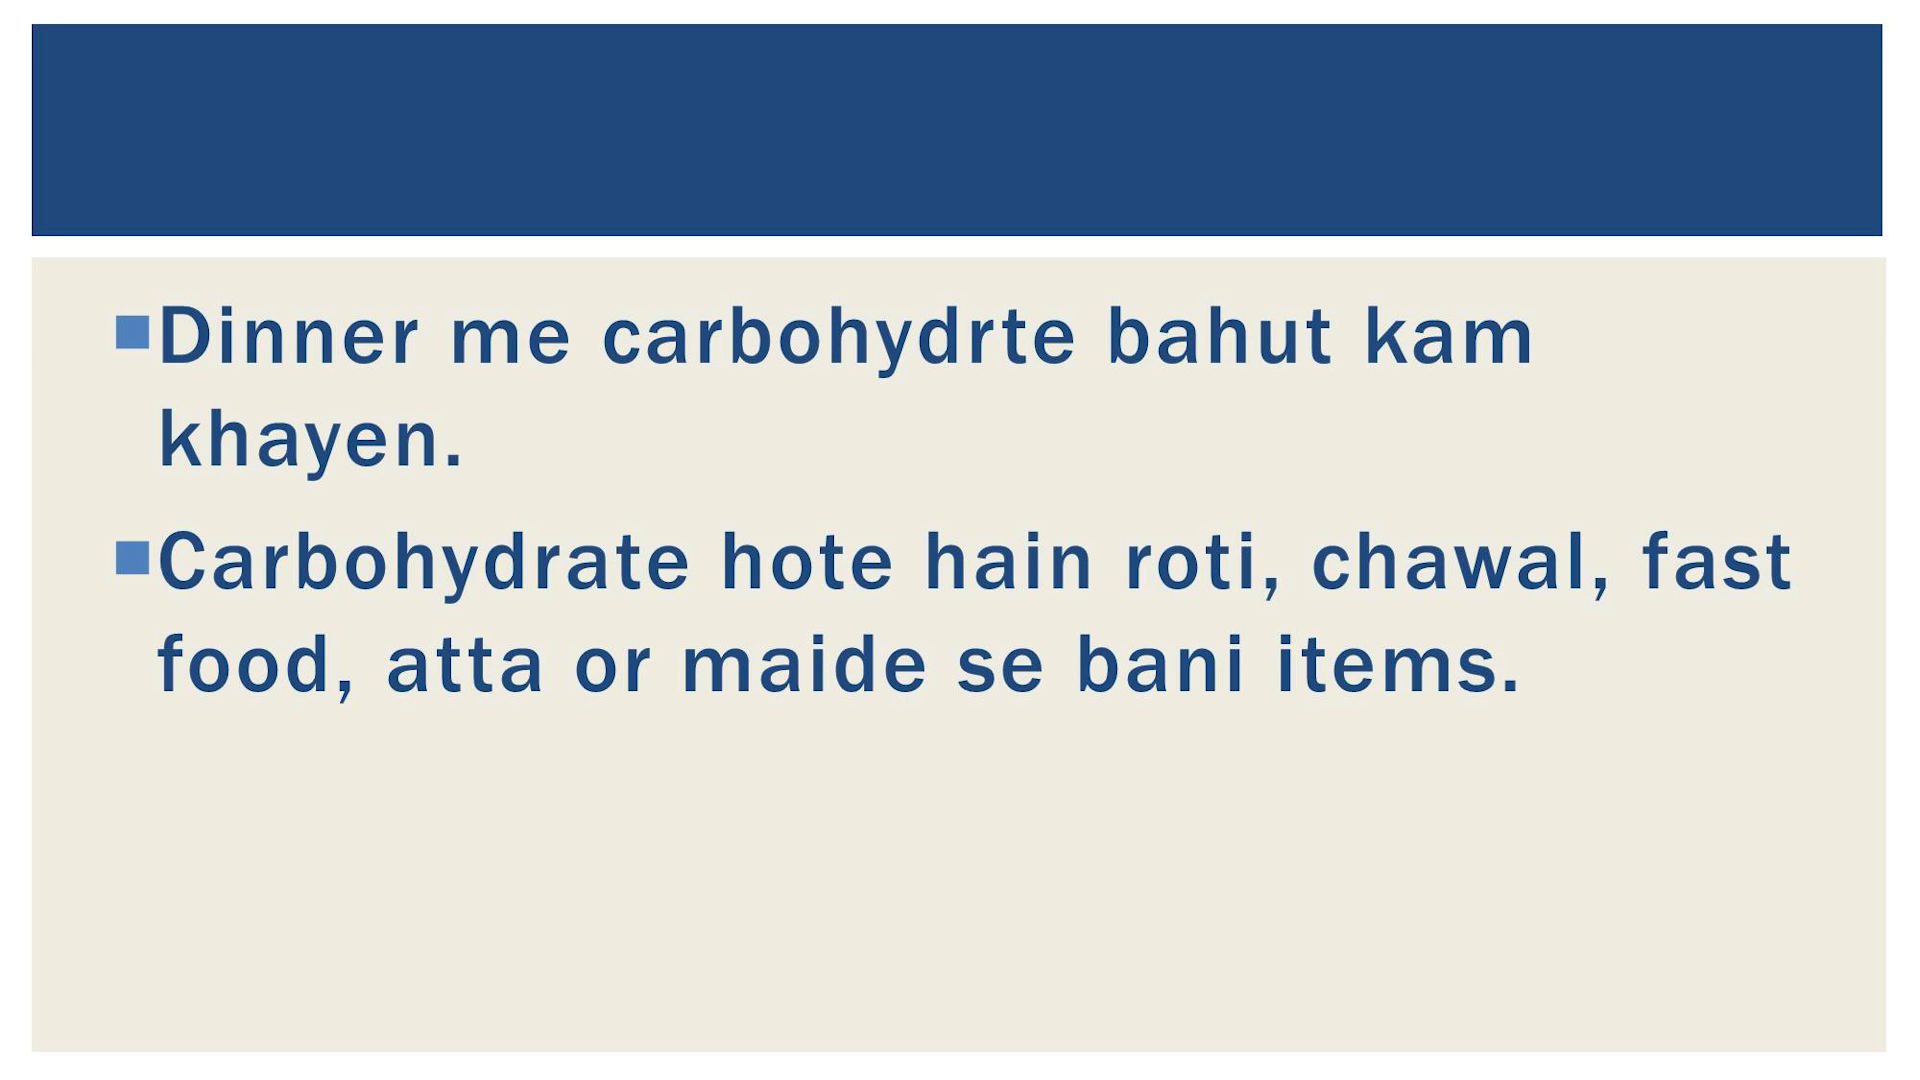 Dinner me carbohydrte bahut kam
khayen.
Carbohydrate hote hain roti, chawal, fast
food, atta or maide se bani items.